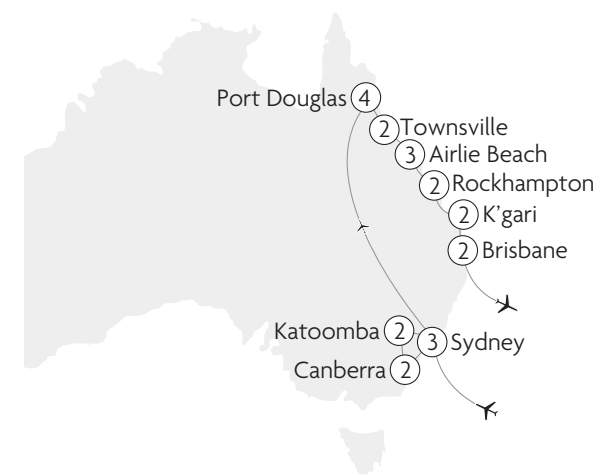 Port Douglas 4
2 Townsville
3 Airlie Beach
2 Rockhampton
2 K'gari
2 Brisbane
Katoomba 2
3 Sydney
Canberra 2